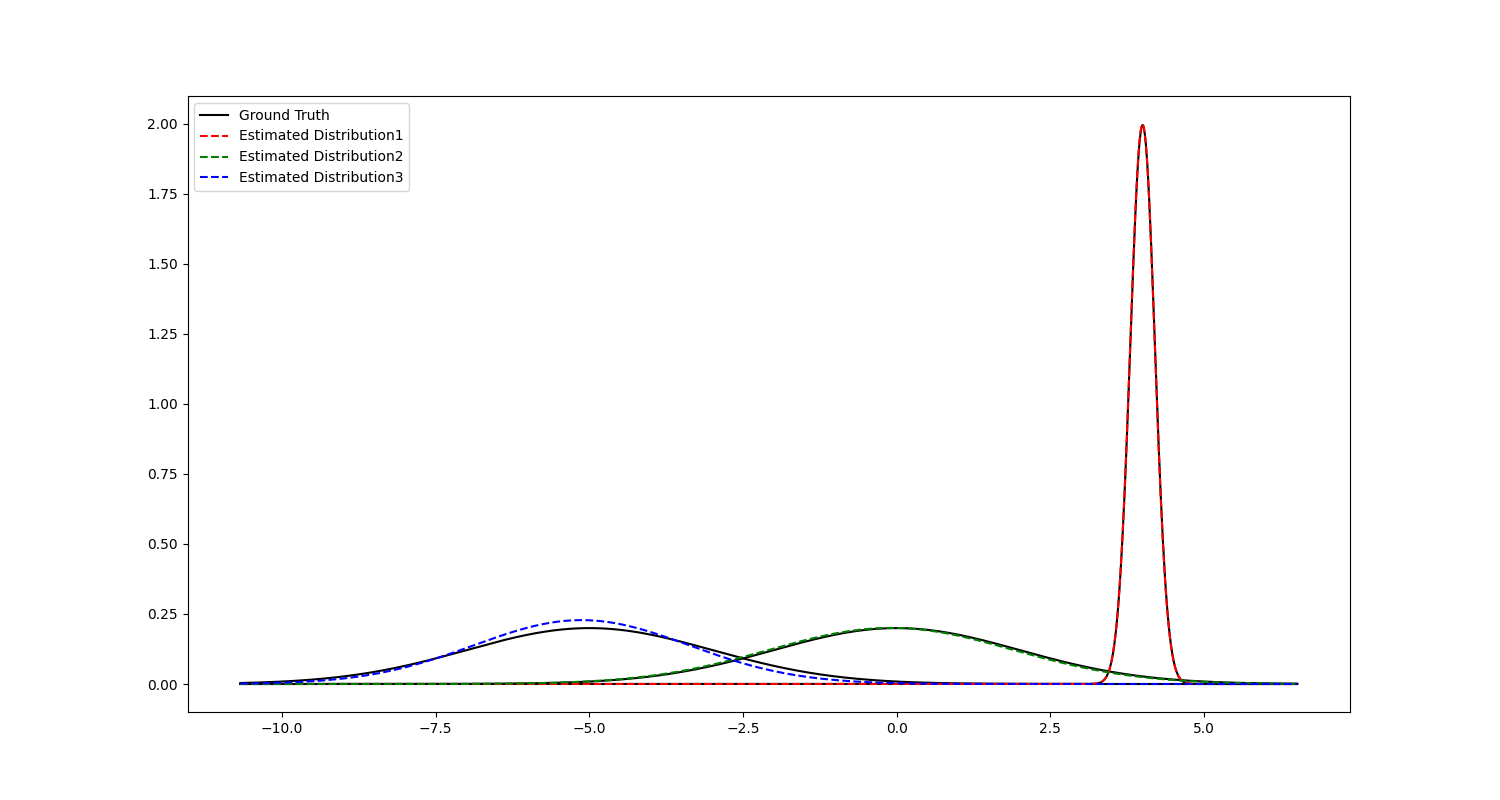 Ground Truth
Estimated Distribution1
Estimated Distribution2
Estimated Distribution3
2.00
1.75
1.50
1.25
1.00
0.75
0.50
0.25
0.00
−10.0 −7.5 −5.0 −2.5 0.0 2.5 5.0